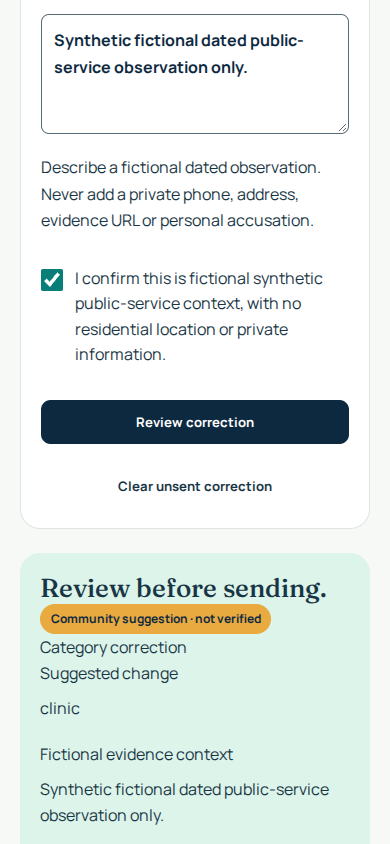 Synthetic fictional dated public-
service observation only.
Describe a fictional dated observation.
Never add a private phone, address,
evidence URL or personal accusation.
I confirm this is fictional synthetic
public-service context, with no
residential location or private
information.
Review correction
Clear unsent correction
Review before sending.
Community suggestion · not verified
Category correction
Suggested change
clinic
Fictional evidence context
Synthetic fictional dated public-service
observation only.